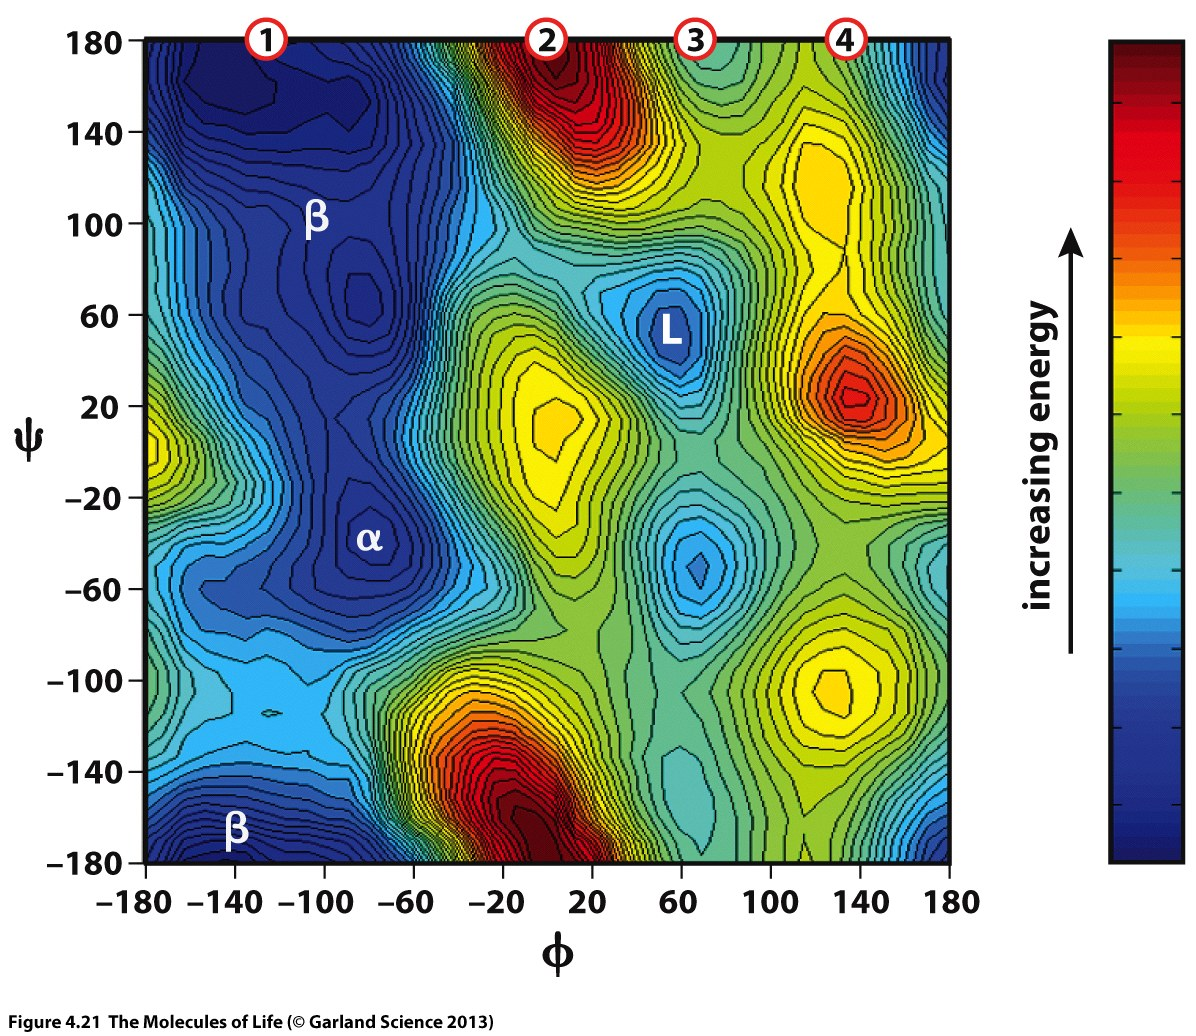 1 2 3 4
180
140
100
60
20
−20
−60
−100
−140
−180
ψ
β
L
α
β
−180 −140 −100 −60 −20 20 60 100 140 180
ϕ
increasing energy
Figure 4.21 The Molecules of Life (© Garland Science 2013)